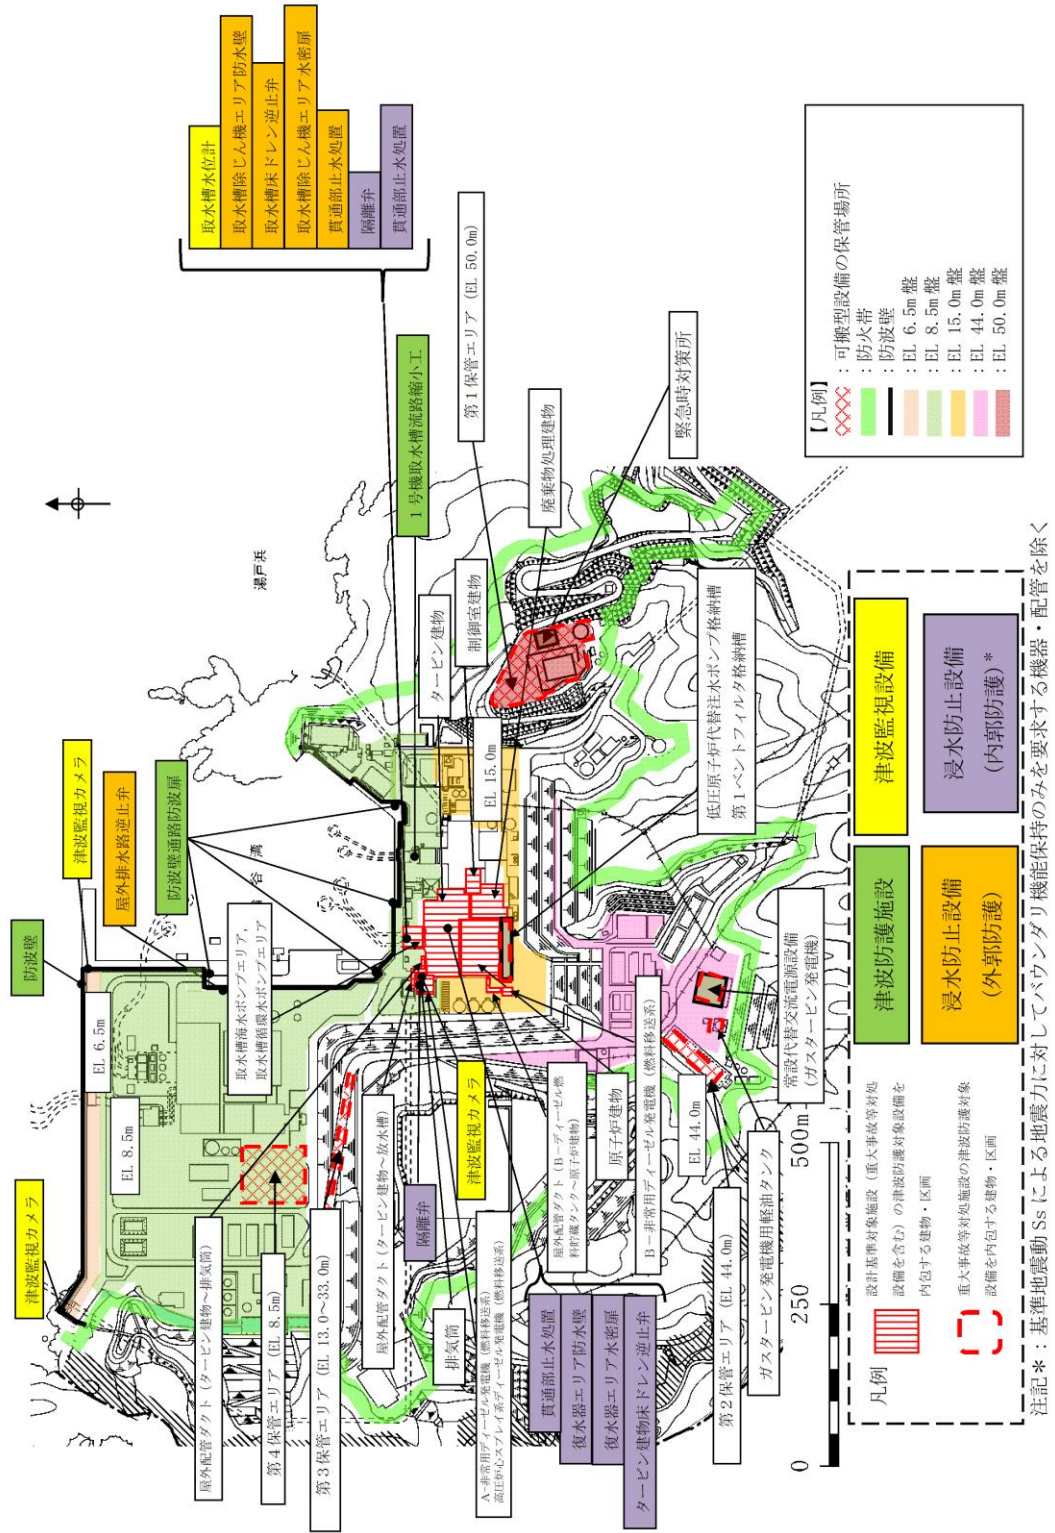 取水槽水位計
取水槽除じん機エリア防水壁
取水槽床ドレン逆止弁
取水槽除じん機エリア水密扉
貫通部止水処置
隔離弁
貫通部止水処置
津波監視カメラ
防波壁
津波監視カメラ
屋外排水路逆止弁
防波壁通路防波扉
1号機取水槽流路縮小工
第1保管エリア (EL 50.0m)
湯戸浜
谷湾
EL 6.5m
EL 8.5m
取水槽海水ポンプエリア,
取水槽循環水ポンプエリア
タービン建物
制御室建物
廃棄物処理建物
緊急時対策所
EL 15.0m
低圧原子炉代替注水ポンプ格納槽
第1ベントフィルタ格納槽
屋外配管ダクト (タービン建物~排気筒)
第4保管エリア (EL 8.5m)
第3保管エリア (EL 13.0~33.0m)
屋外配管ダクト (タービン建物~放水槽)
隔離弁
津波監視カメラ
排気筒
A-非常用ディーゼル発電機 (燃料移送系)
高圧炉心スプレイ系ディーゼル発電機 (燃料移送系)
屋外配管ダクト (B-ディーゼル燃
料貯蔵タンク~原子炉建物)
原子炉建物
B-非常用ディーゼル発電機 (燃料移送系)
貫通部止水処置
復水器エリア防水壁
復水器エリア水密扉
タービン建物床ドレン逆止弁
EL 44.0m
第2保管エリア (EL 44.0m)
ガスタービン発電機用軽油タンク
常設代替交流電源設備
(ガスタービン発電機)
0
250
500m
【凡例】
:可搬型設備の保管場所
:防火帯
:防波壁
:EL 6.5m盤
:EL 8.5m盤
:EL 15.0m盤
:EL 44.0m盤
:EL 50.0m盤
凡例
設計基準対象施設 (重大事故等対処
設備を含む) の津波防護対象設備を
内包する建物・区画
重大事故等対処施設の津波防護対象
設備を内包する建物・区画
津波防護施設
津波監視設備
浸水防止設備
(外郭防護)
浸水防止設備
(内郭防護)*
注記*:基準地震動Ssによる地震力に対してバウンダリ機能保持のみを要求する機器・配管を除く